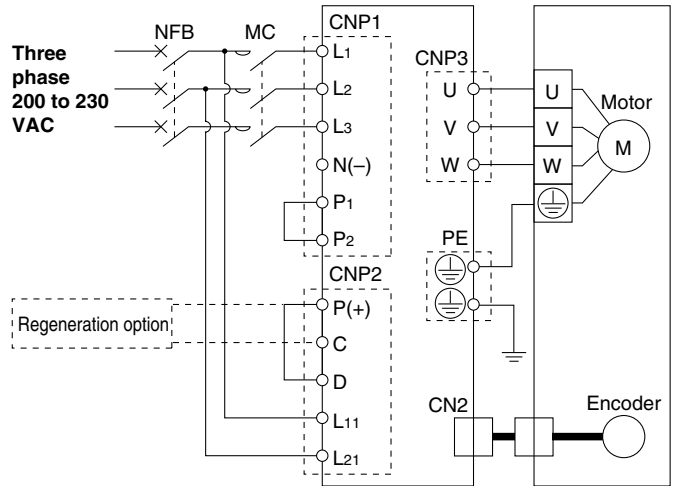 NFB
MC
CNP1
Three
phase
200 to 230
VAC
L1
L2
L3
N(−)
P1
P2
CNP3
U
V
W
U
V
W
Motor
M
PE
CNP2
Regeneration option
P(+)
C
D
L11
L21
CN2
Encoder